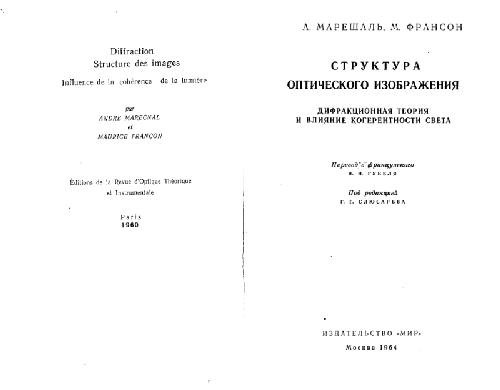 Diffraction
Structure des images
Influence de la cohérence de la lumière
par
ANDRÉ MARÉCHAL
et
MAURICE FRANÇON
Éditions de la Revue d'Optique Théorique
et Instrumentale
Paris
1960
А. МАРЕШАЛЬ, М. ФРАНСОН
СТРУКТУРА
ОПТИЧЕСКОГО ИЗОБРАЖЕНИЯ
ДИФРАКЦИОННАЯ ТЕОРИЯ
И ВЛИЯНИЕ КОГЕРЕНТНОСТИ СВЕТА
Перевод с французского
Под редакцией
Г. Г. СЛЮСАРЕВА
ИЗДАТЕЛЬСТВО «МИР»
Москва 1964